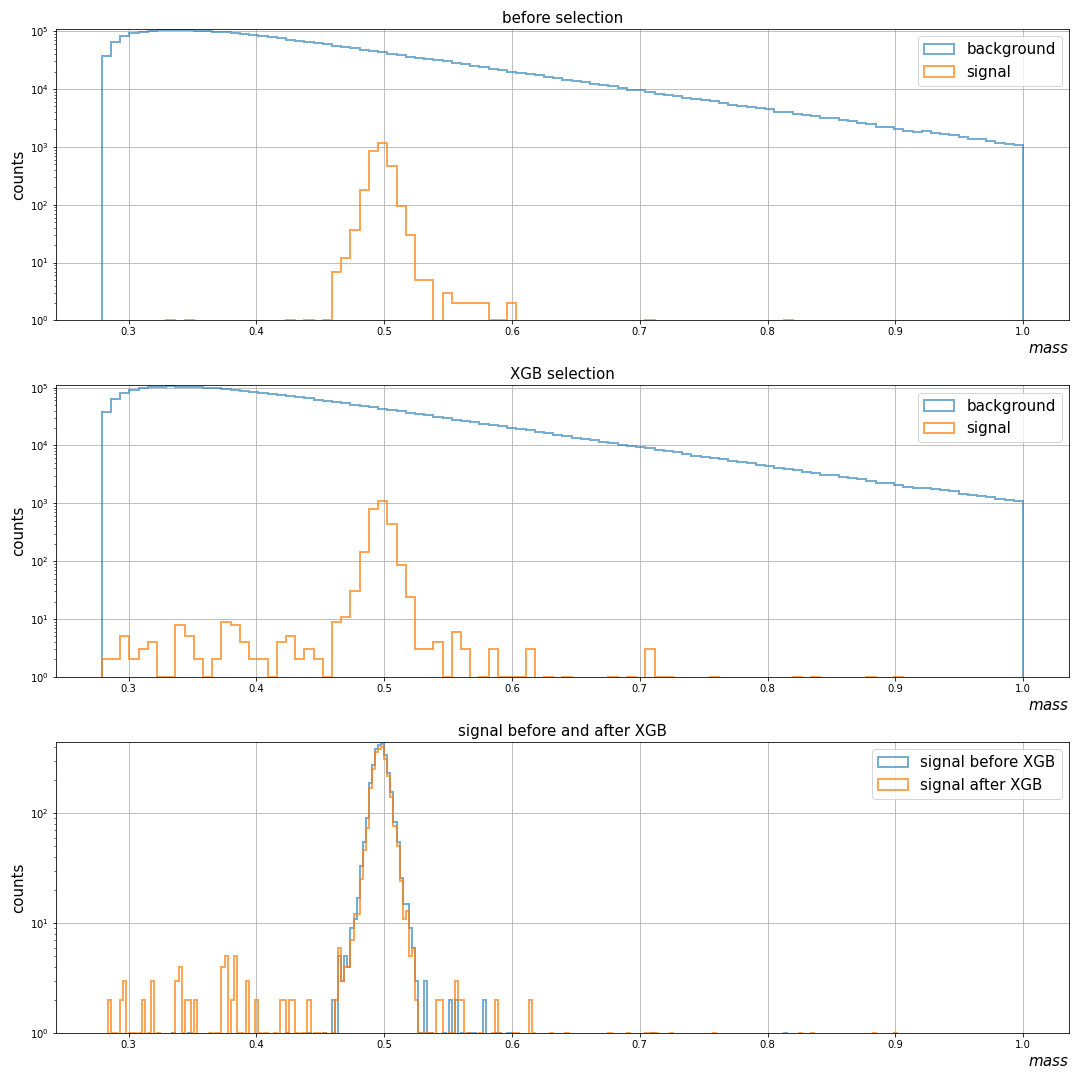 before selection
10⁵
10⁴
10³
10²
10¹
10⁰
counts
background
signal
0.3 0.4 0.5 0.6 0.7 0.8 0.9 1.0
mass
XGB selection
10⁵
10⁴
10³
10²
10¹
10⁰
counts
background
signal
0.3 0.4 0.5 0.6 0.7 0.8 0.9 1.0
mass
signal before and after XGB
10²
10¹
10⁰
counts
signal before XGB
signal after XGB
0.3 0.4 0.5 0.6 0.7 0.8 0.9 1.0
mass